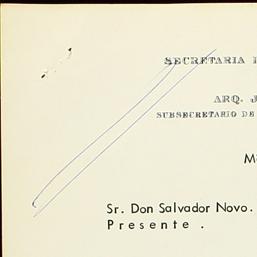 SECRETARIA
ARQ. J
SUBSECRETARIO DE
M
Sr. Don Salvador Novo.
Presente .